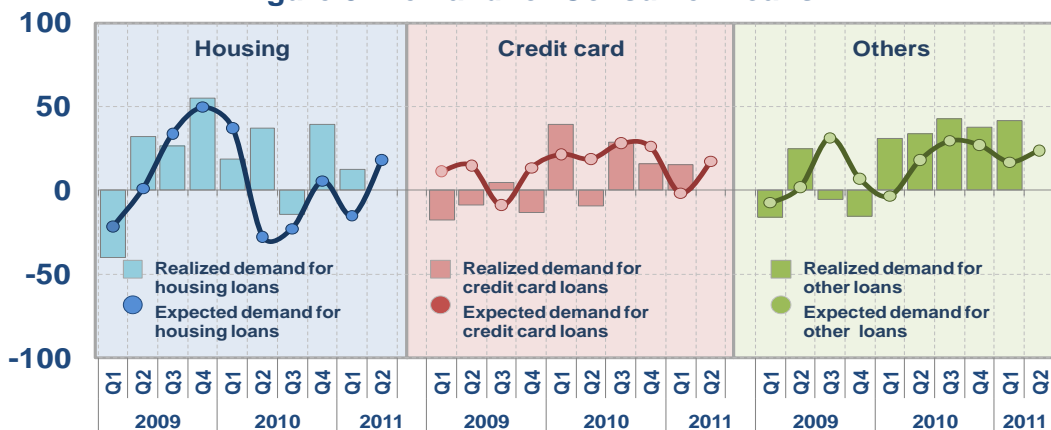 100
Housing
Credit card
Others
50
0
-50
-100
Realized demand for
housing loans
Expected demand for
housing loans
Realized demand for
credit card loans
Expected demand for
credit card loans
Realized demand for
other loans
Expected demand for
other loans
Q1 Q2 Q3 Q4 Q1 Q2 Q3 Q4 Q1 Q2
2009 2010 2011
Q1 Q2 Q3 Q4 Q1 Q2 Q3 Q4 Q1 Q2
2009 2010 2011
Q1 Q2 Q3 Q4 Q1 Q2 Q3 Q4 Q1 Q2
2009 2010 2011